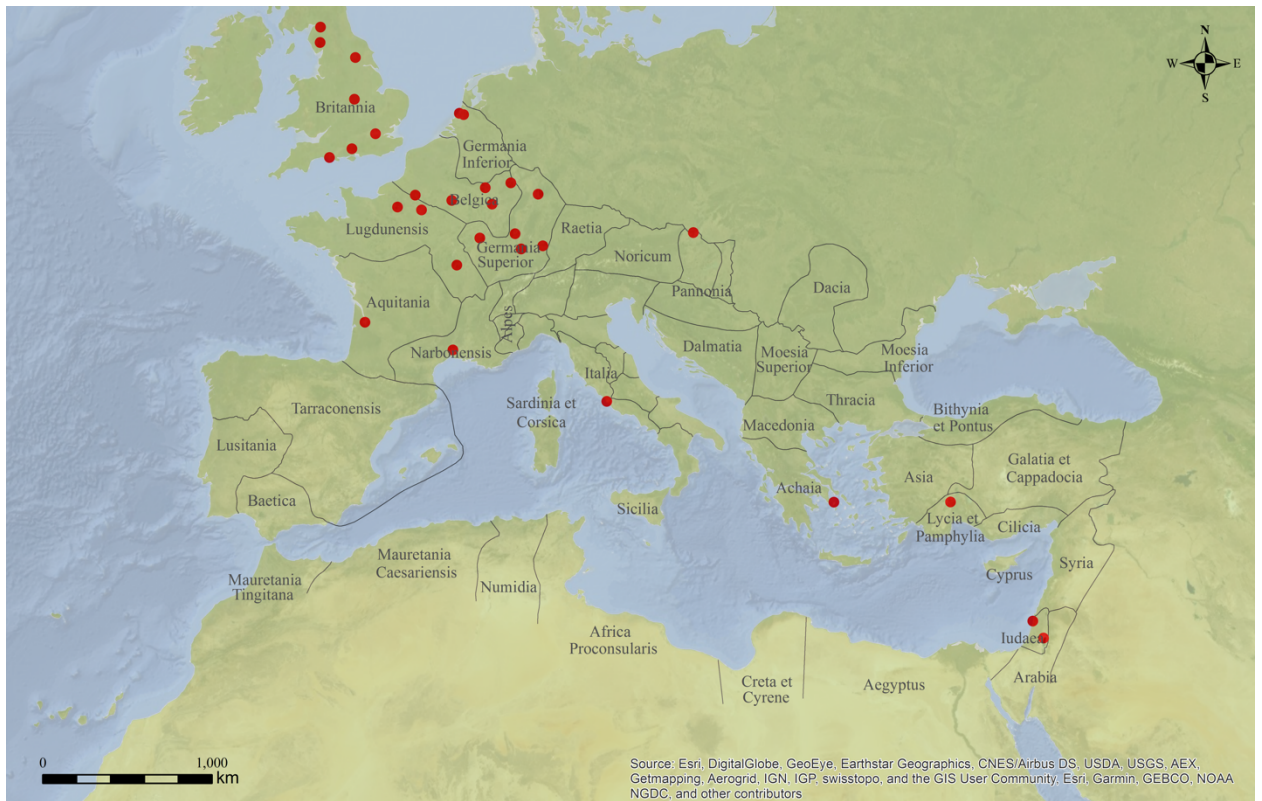 N
W E
S
Britannia
Germania
Inferior
Belgica
Lugdunensis
Germania
Superior
Raetia
Noricum
Pannonia
Dacia
Aquitania
Alpes
Narbonensis
Dalmatia
Moesia
Superior
Moesia
Inferior
Italia
Thracia
Tarraconensis
Sardinia et
Corsica
Macedonia
Bithynia
et Pontus
Lusitania
Galatia et
Cappadocia
Asia
Achaia
Baetica
Sicilia
Lycia et
Pamphylia
Cilicia
Mauretania
Caesariensis
Mauretania
Tingitana
Numidia
Cyprus
Syria
Africa
Proconsularis
Iudaea
Arabia
Creta et
Cyrene
Aegyptus
0 1,000
km
Source: Esri, DigitalGlobe, GeoEye, Earthstar Geographics, CNES/Airbus DS, USDA, USGS, AEX,
Getmapping, Aerogrid, IGN, IGP, swisstopo, and the GIS User Community, Esri, Garmin, GEBCO, NOAA
NGDC, and other contributors